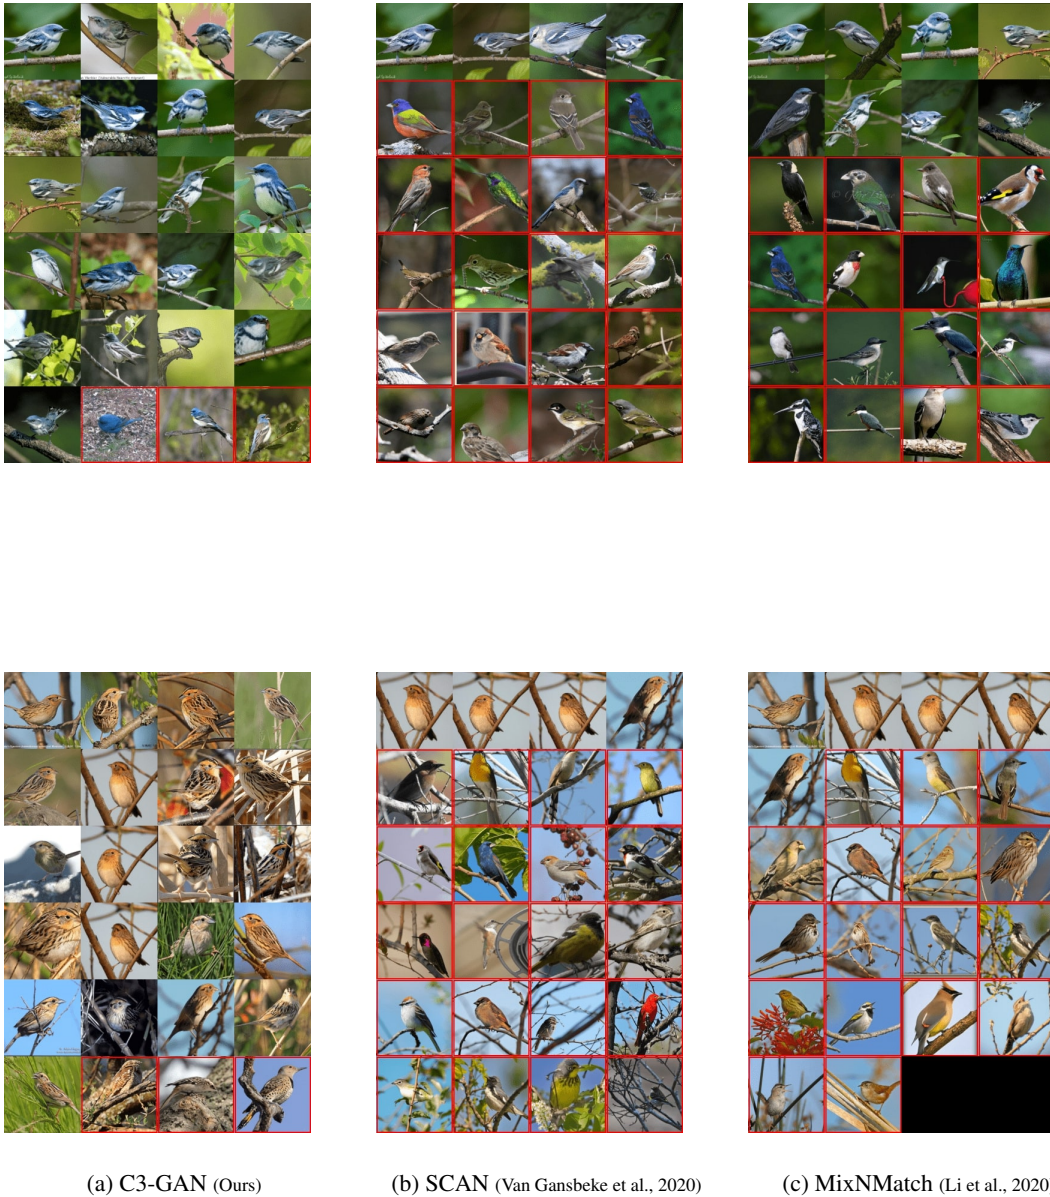 (a) C3-GAN (Ours)
(b) SCAN (Van Gansbeke et al., 2020)
(c) MixNMatch (Li et al., 2020